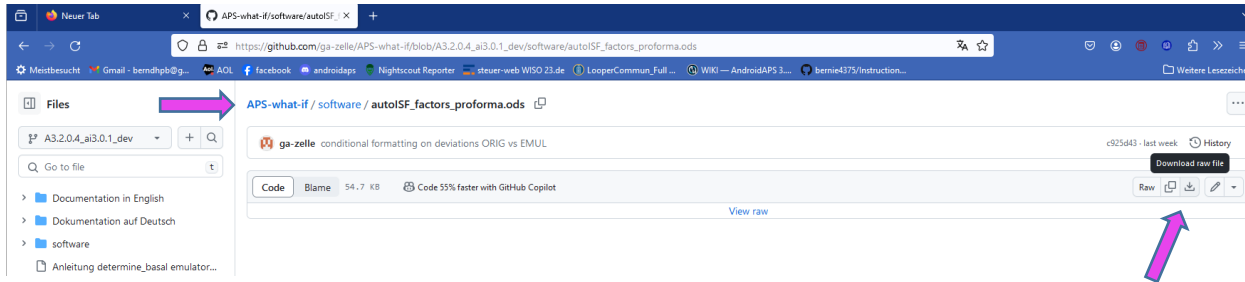 Neuer Tab
APS-what-if/software/autoISF_f
https://github.com/ga-zelle/APS-what-if/blob/A3.2.0.4_ai3.0.1_dev/software/autoISF_factors_proforma.ods
Meistbesucht Gmail - berndhpb@g... AOL facebook androidaps Nightscout Reporter steuer-web WISO 23.de LooperCommun_Full ... WIKI — AndroidAPS 3.... bernie4375/Instruction... Weitere Lesezeiche
Files
APS-what-if / software / autoISF_factors_proforma.ods
A3.2.0.4_ai3.0.1_dev
ga-zelle conditional formatting on deviations ORIG vs EMUL
c925d43 · last week History
Go to file t
Download raw file
Code Blame 54.7 KB Code 55% faster with GitHub Copilot
Raw
Documentation in English
View raw
Dokumentation auf Deutsch
software
Anleitung determine_basal emulator...